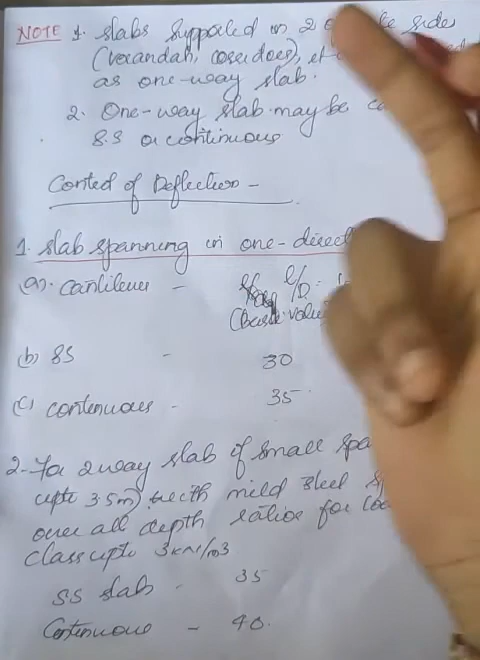 NOTE 1. Slabs supported on 2 sides
(verandah, corridoes), et
as one-way slab.
2. One-way slab may be c
S.S or continuous
Control of Deflection -
1. Slab spanning in one-direct
(a). Cantilever - l/D =
(Basic value
(b) SS - 30
(c) continuous - 35
2. For 2 way slab of small spa
upto 3.5m) with mild steel
over all depth ratios for loa
class upto 3kN/m3
SS slab - 35
Continuous - 40.